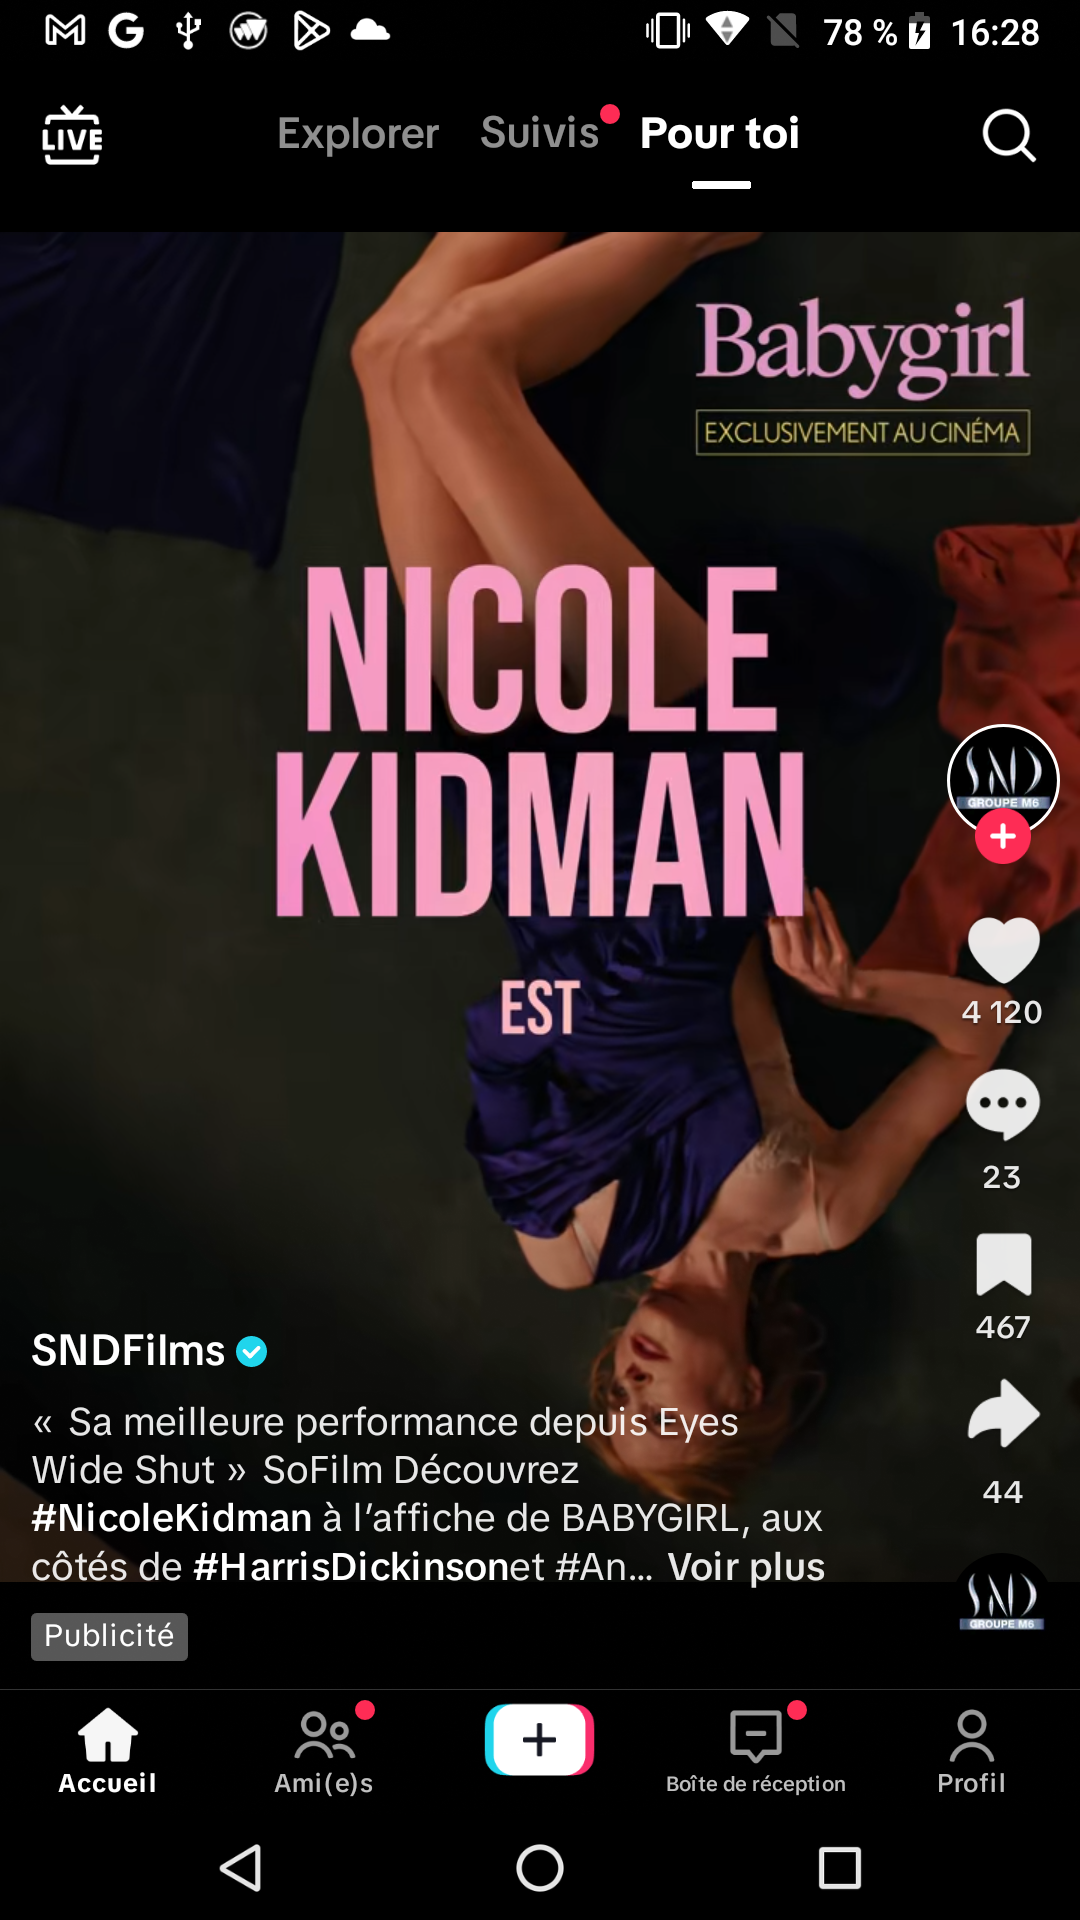 78 % 16:28
LIVE Explorer Suivis Pour toi
Babygirl
EXCLUSIVEMENT AU CINÉMA
NICOLE
KIDMAN
EST
SND
GROUPE M6
4 120
23
467
44
SNDFilms
« Sa meilleure performance depuis Eyes
Wide Shut » SoFilm Découvrez
#NicoleKidman à l’affiche de BABYGIRL, aux
côtés de #HarrisDickinsonet #An... Voir plus
SND
GROUPE M6
Publicité
Accueil Ami(e)s Boîte de réception Profil